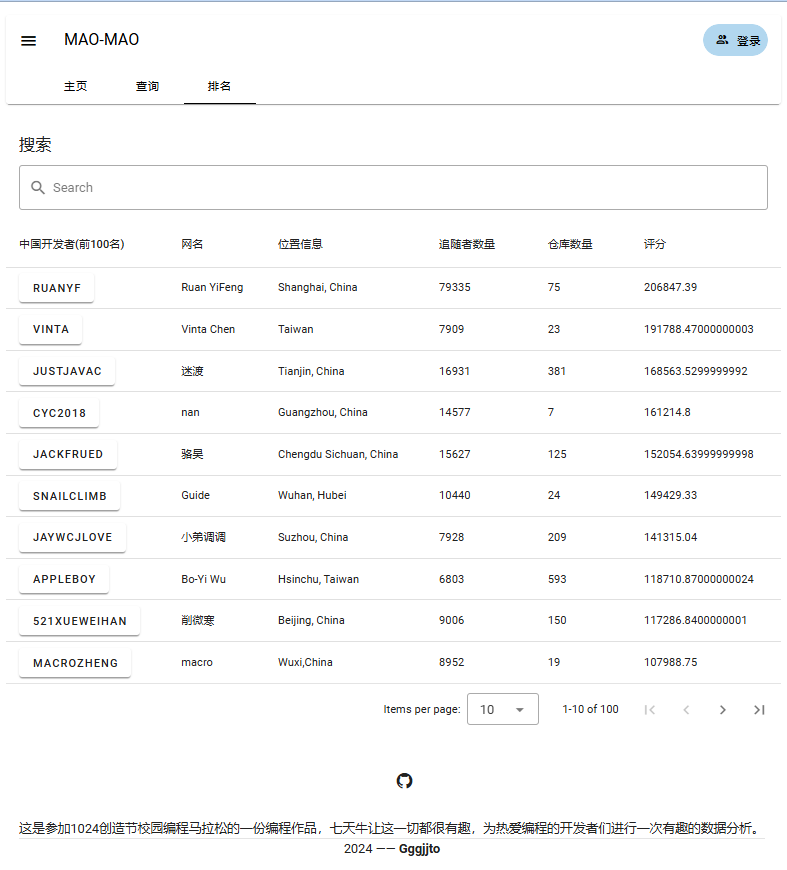 MAO-MAO
登录
主页 查询 排名
搜索
Search
中国开发者(前100名) 网名 位置信息 追随者数量 仓库数量 评分
RUANYF Ruan YiFeng Shanghai, China 79335 75 206847.39
VINTA Vinta Chen Taiwan 7909 23 191788.47000000003
JUSTJAVAC 迷渡 Tianjin, China 16931 381 168563.5299999992
CYC2018 nan Guangzhou, China 14577 7 161214.8
JACKFRUED 骆昊 Chengdu Sichuan, China 15627 125 152054.63999999998
SNAILCLIMB Guide Wuhan, Hubei 10440 24 149429.33
JAYWCJLOVE 小弟调调 Suzhou, China 7928 209 141315.04
APPLEBOY Bo-Yi Wu Hsinchu, Taiwan 6803 593 118710.87000000024
521XUEWEIHAN 削微寒 Beijing, China 9006 150 117286.8400000001
MACROZHENG macro Wuxi,China 8952 19 107988.75
Items per page: 10 1-10 of 100
这是参加1024创造节校园编程马拉松的一份编程作品，七天牛让这一切都很有趣，为热爱编程的开发者们进行一次有趣的数据分析。
2024 —— Gggjjto